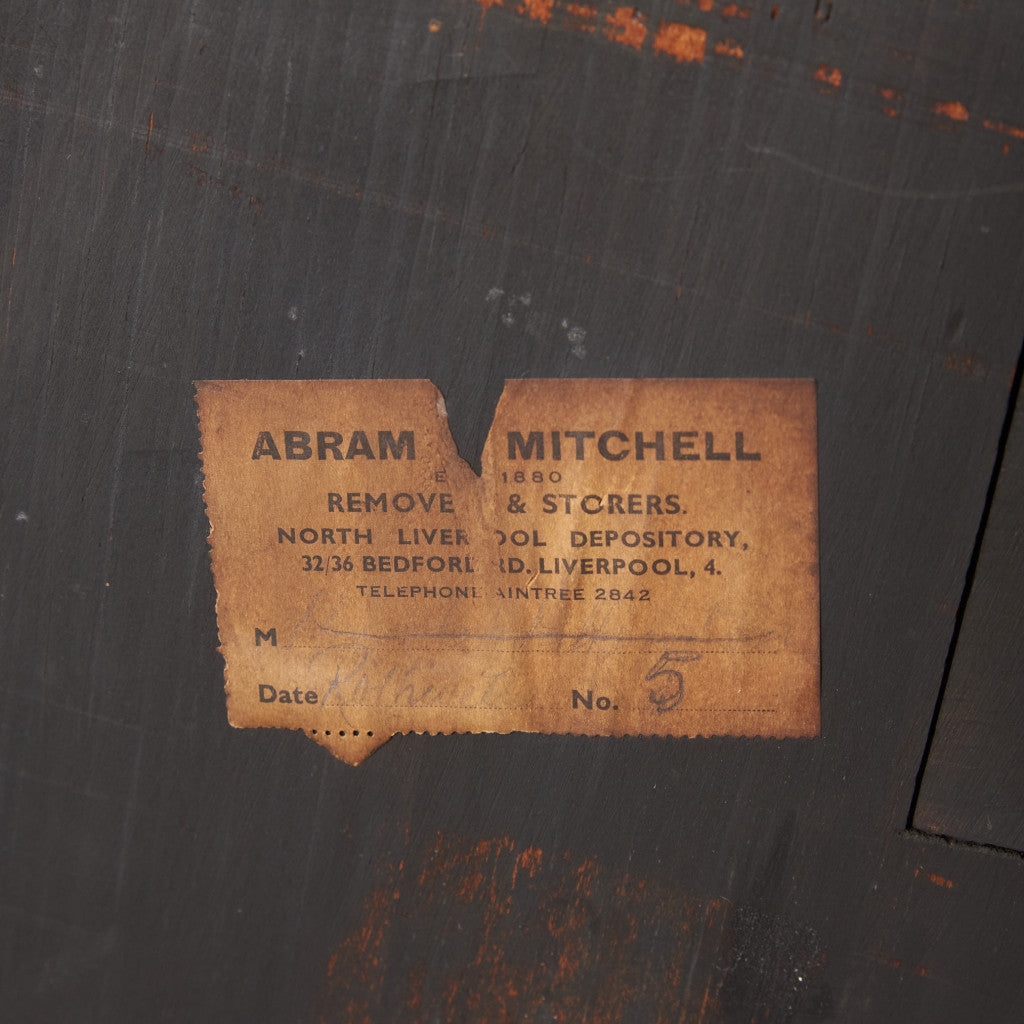 ABRAM MITCHELL
E 1880
REMOVE & STORERS.
NORTH LIVER OOL DEPOSITORY,
32/36 BEDFORD RD. LIVERPOOL, 4.
TELEPHONE AINTREE 2842
M
Date No. 5